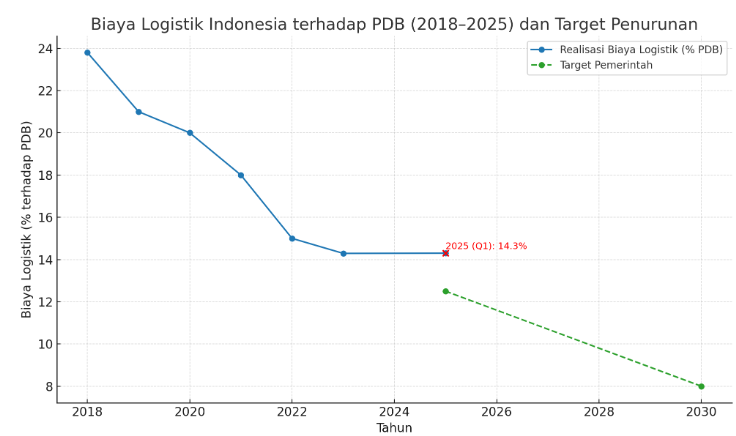 Biaya Logistik Indonesia terhadap PDB (2018–2025) dan Target Penurunan
Realisasi Biaya Logistik (% PDB)
Target Pemerintah
Biaya Logistik (% terhadap PDB)
24
22
20
18
16
14
12
10
8
2025 (Q1): 14.3%
2018
2020
2022
2024
2026
2028
2030
Tahun